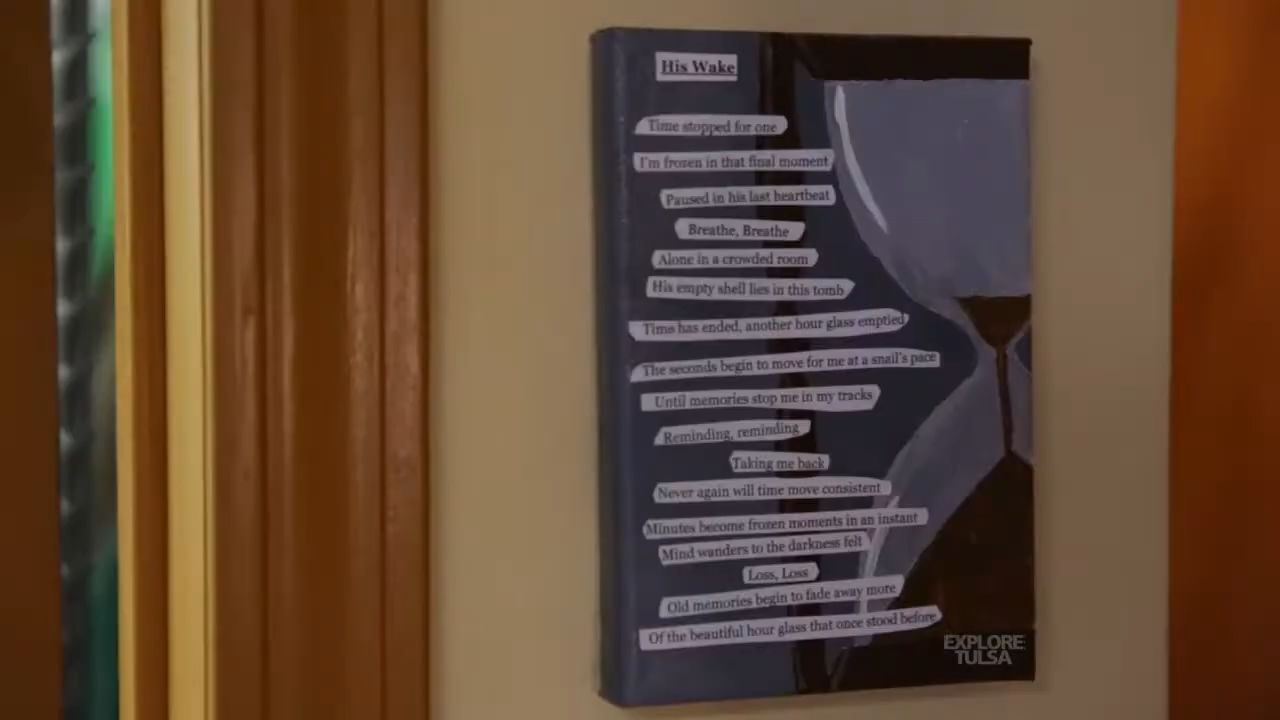 His Wake
Time stopped for one
I'm frozen in that final moment
Paused in his last heartbeat
Breathe, Breathe
Alone in a crowded room
His empty shell lies in this tomb
Time has ended, another hour glass emptied
The seconds begin to move for me at a snail's pace
Until memories stop me in my tracks
Reminding, reminding
Taking me back
Never again will time move consistent
Minutes become frozen moments in an instant
Mind wanders to the darkness felt
Loss, Loss
Old memories begin to fade away more
Of the beautiful hour glass that once stood before
EXPLORE
TULSA